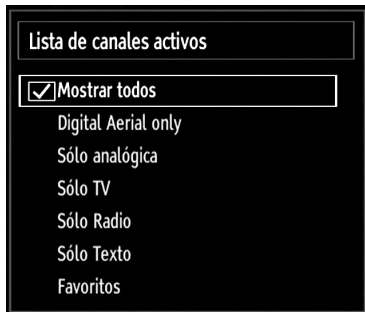 Lista de canales activos
Mostrar todos
Digital Aerial only
Sólo analógica
Sólo TV
Sólo Radio
Sólo Texto
Favoritos